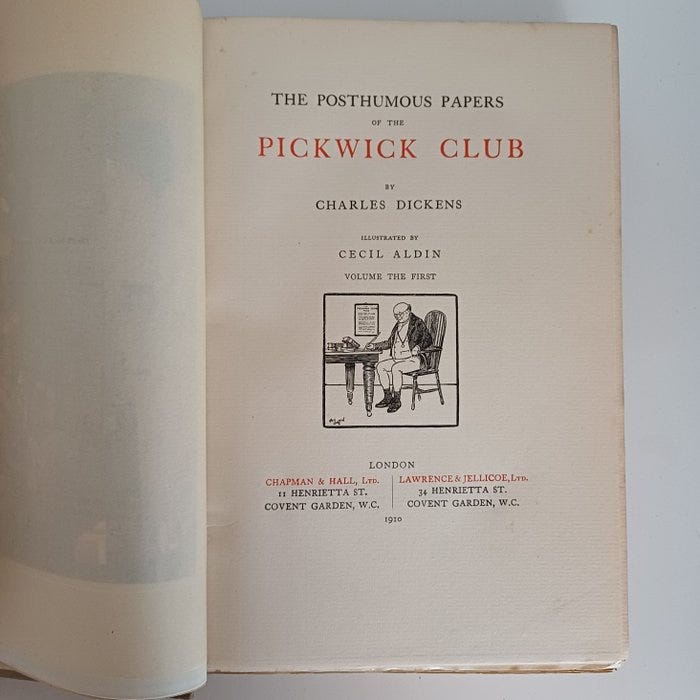 THE POSTHUMOUS PAPERS
OF THE
PICKWICK CLUB
BY
CHARLES DICKENS
ILLUSTRATED BY
CECIL ALDIN
VOLUME THE FIRST
LONDON
CHAPMAN & HALL, LTD.
11 HENRIETTA ST.
COVENT GARDEN, W.C.
LAWRENCE & JELLICOE, LTD.
34 HENRIETTA ST.
COVENT GARDEN, W.C.
1910